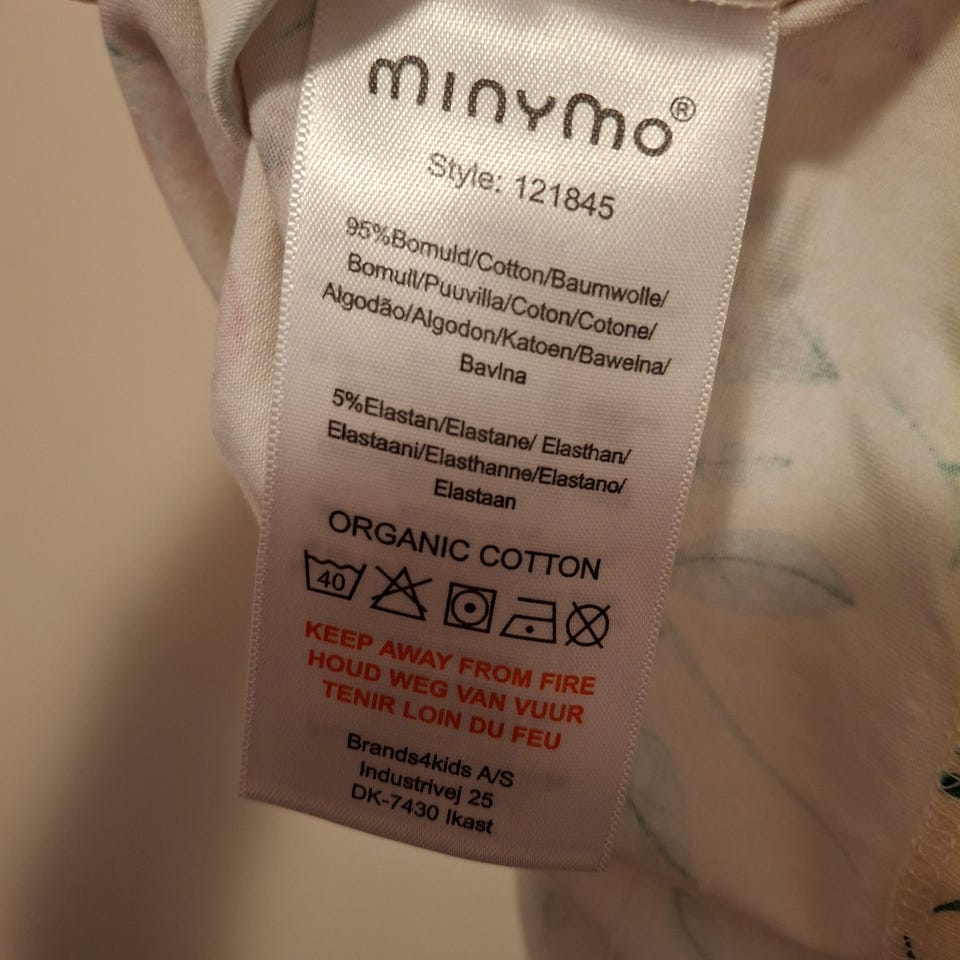 minymo®
Style: 121845
95%Bomuld/Cotton/Baumwolle/
Bomull/Puuvilla/Coton/Cotone/
Algodão/Algodon/Katoen/Bawelna/
Bavlna
5%Elastan/Elastane/ Elasthan/
Elastaani/Elasthanne/Elastano/
Elastaan
ORGANIC COTTON
40
KEEP AWAY FROM FIRE
HOUD WEG VAN VUUR
TENIR LOIN DU FEU
Brands4kids A/S
Industrivej 25
DK-7430 Ikast